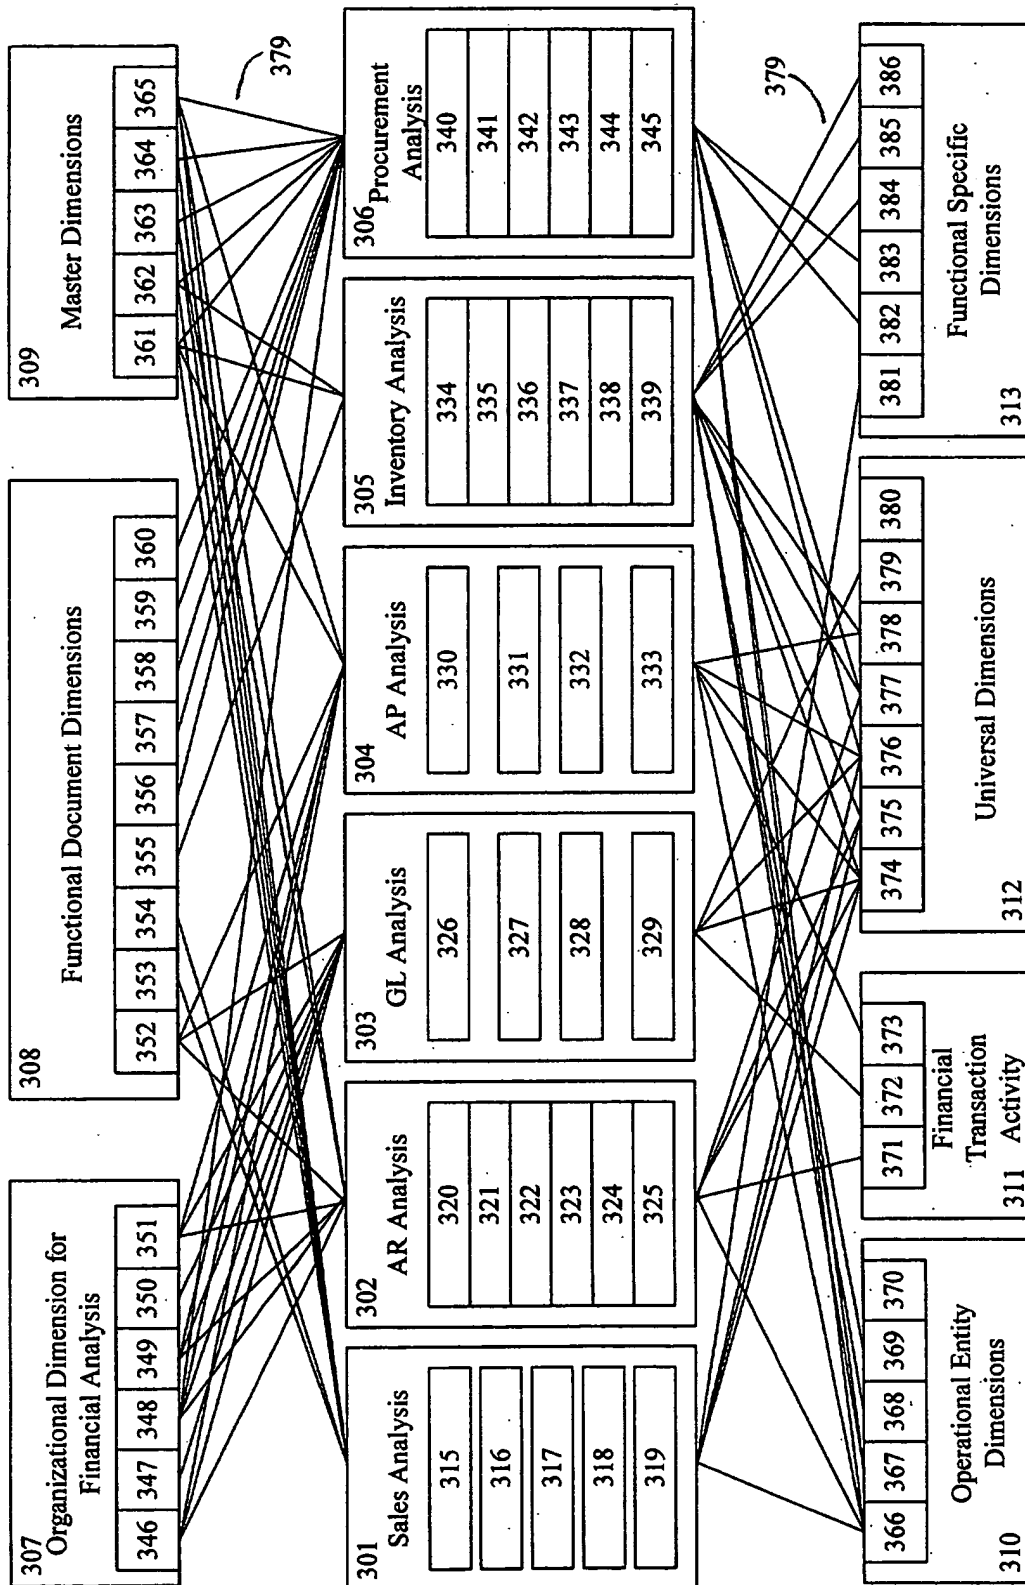 307
Organizational Dimension for
Financial Analysis
346 347 348 349 350 351
308
Functional Document Dimensions
352 353 354 355 356 357 358 359 360
309
Master Dimensions
361 362 363 364 365
379
301
Sales Analysis
315
316
317
318
319
302
AR Analysis
320
321
322
323
324
325
303
GL Analysis
326
327
328
329
304
AP Analysis
330
331
332
333
305
Inventory Analysis
334
335
336
337
338
339
306
Procurement
Analysis
340
341
342
343
344
345
379
366 367 368 369 370
Operational Entity
Dimensions
310
371 372 373
Financial
Transaction
Activity
311
374 375 376 377 378 379 380
Universal Dimensions
312
381 382 383 384 385 386
Functional Specific
Dimensions
313